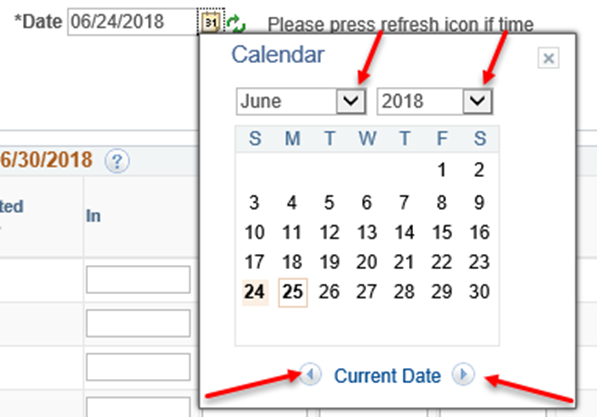 *Date 06/24/2018 31 Please press refresh icon if time
Calendar
June 2018
S M T W T F S
1 2
3 4 5 6 7 8 9
10 11 12 13 14 15 16
17 18 19 20 21 22 23
24 25 26 27 28 29 30
Current Date
6/30/2018 ?
ted
In